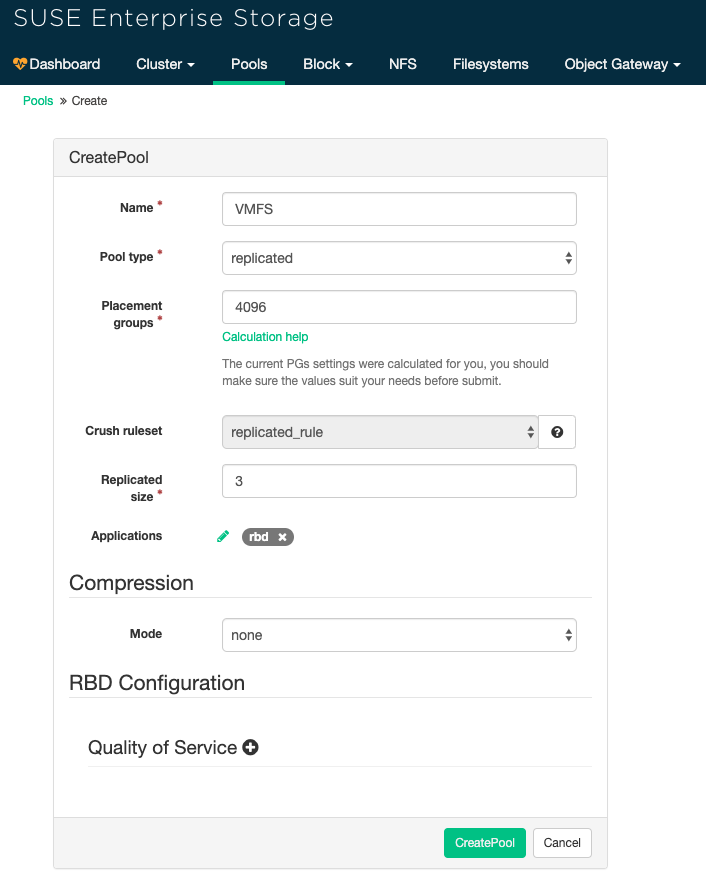 SUSE Enterprise Storage
Dashboard Cluster Pools Block NFS Filesystems Object Gateway
Pools » Create
CreatePool
Name * VMFS
Pool type * replicated
Placement
groups * 4096
Calculation help
The current PGs settings were calculated for you, you should
make sure the values suit your needs before submit.
Crush ruleset replicated_rule ?
Replicated
size * 3
Applications rbd ×
Compression
Mode none
RBD Configuration
Quality of Service +
CreatePool Cancel